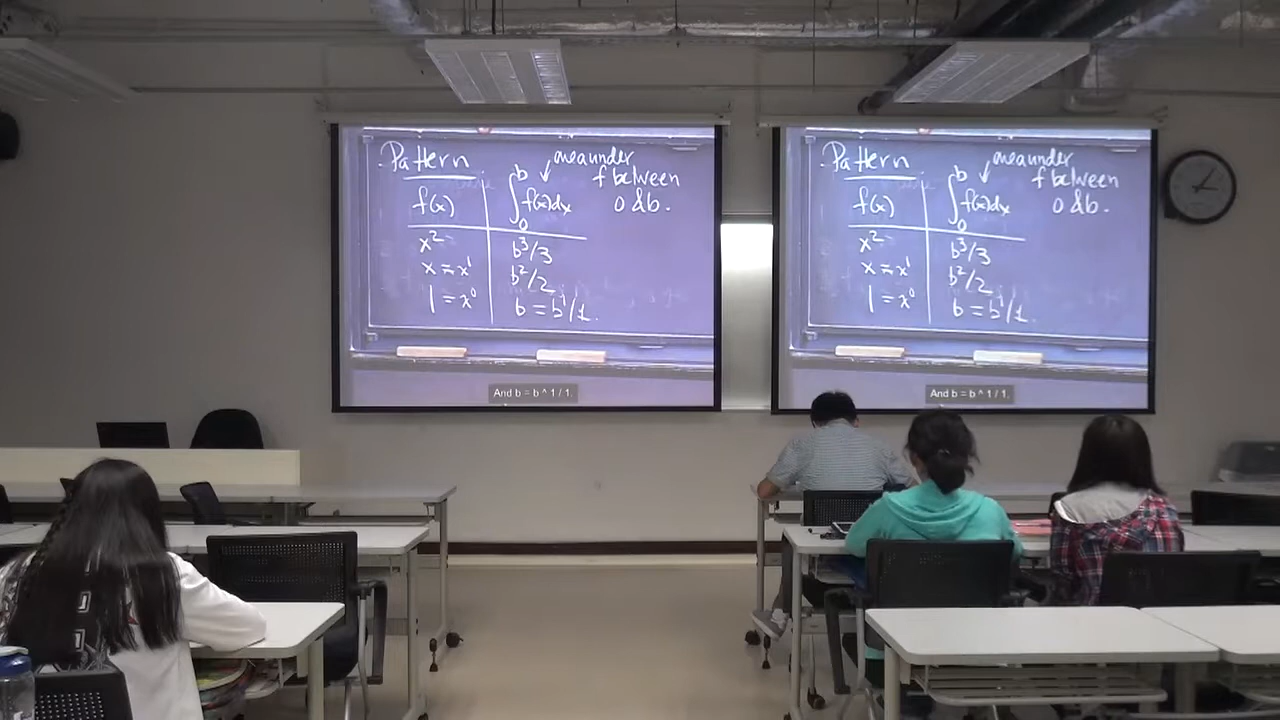 Pattern
area under
f between
0 & b.
f(x)
∫₀ᵇ f(x)dx
x² b³/3
x = x¹ b²/2
1 = x⁰ b = b¹/1.
And b = b ^ 1 / 1.
Pattern
area under
f between
0 & b.
f(x)
∫₀ᵇ f(x)dx
x² b³/3
x = x¹ b²/2
1 = x⁰ b = b¹/1.
And b = b ^ 1 / 1.